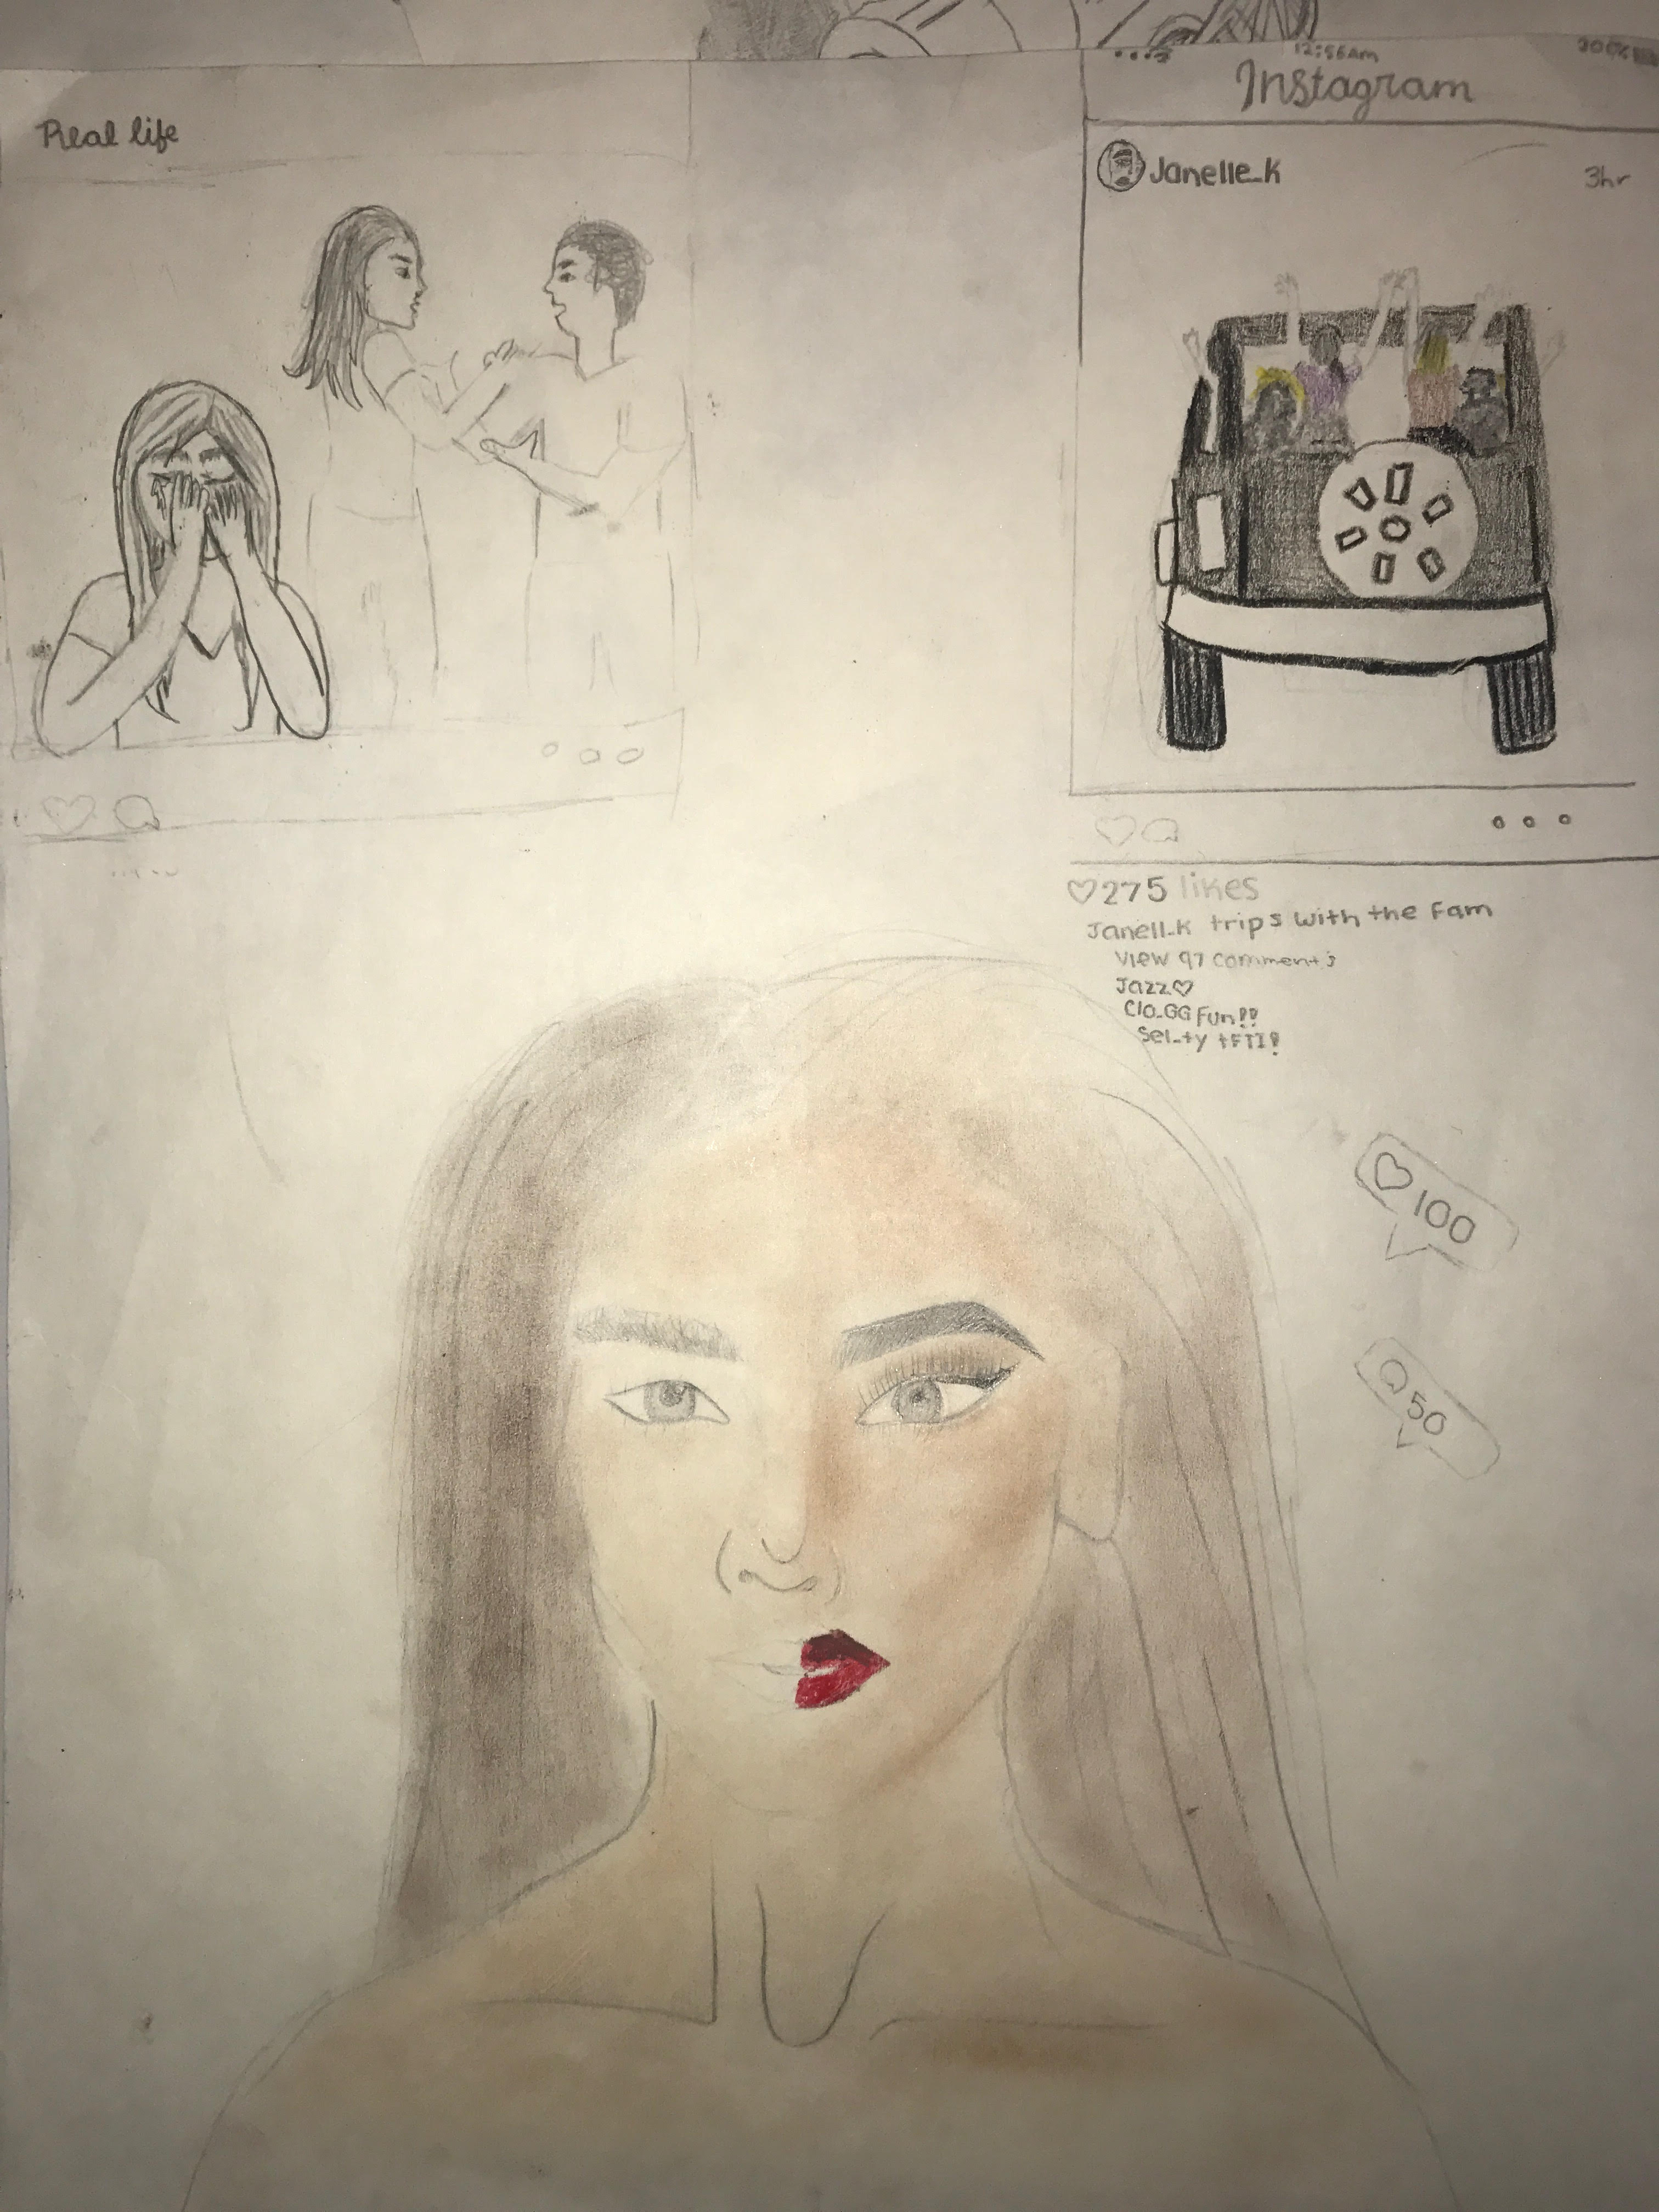 Real life
12:56AM
Instagram
Janelle_K
3hr
♡275 likes
Janell_K trips with the Fam
View 97 comments
Jazz♡
Clo_GG Fun!!
Sel_ty tFTI!
♡100
50